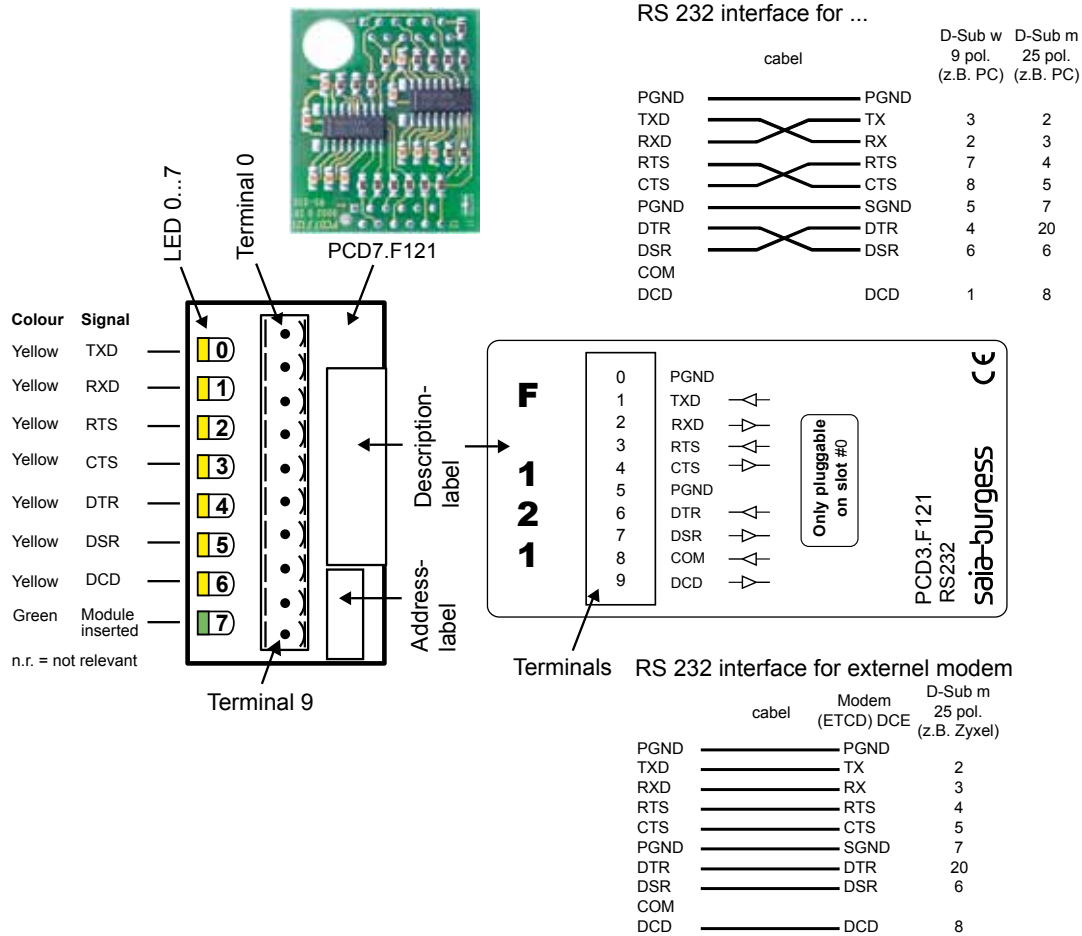 RS 232 interface for ...
cabel
D-Sub w 9 pol. (z.B. PC)
D-Sub m 25 pol. (z.B. PC)
PGND PGND
TXD TX 3 2
RXD RX 2 3
RTS RTS 7 4
CTS CTS 8 5
PGND SGND 5 7
DTR DTR 4 20
DSR DSR 6 6
COM
DCD DCD 1 8
LED 0...7
Terminal 0
PCD7.F121
Colour Signal
Yellow TXD 0
Yellow RXD 1
Yellow RTS 2
Yellow CTS 3
Yellow DTR 4
Yellow DSR 5
Yellow DCD 6
Green Module inserted 7
n.r. = not relevant
Terminal 9
Description-
label
Address-
label
F
1
2
1
0 PGND
1 TXD
2 RXD
3 RTS
4 CTS
5 PGND
6 DTR
7 DSR
8 COM
9 DCD
Only pluggable
on slot #0
PCD3.F121
RS232
saia-burgess
CE
Terminals
RS 232 interface for externel modem
cabel
Modem
(ETCD) DCE
D-Sub m
25 pol.
(z.B. Zyxel)
PGND PGND
TXD TX 2
RXD RX 3
RTS RTS 4
CTS CTS 5
PGND SGND 7
DTR DTR 20
DSR DSR 6
COM
DCD DCD 8